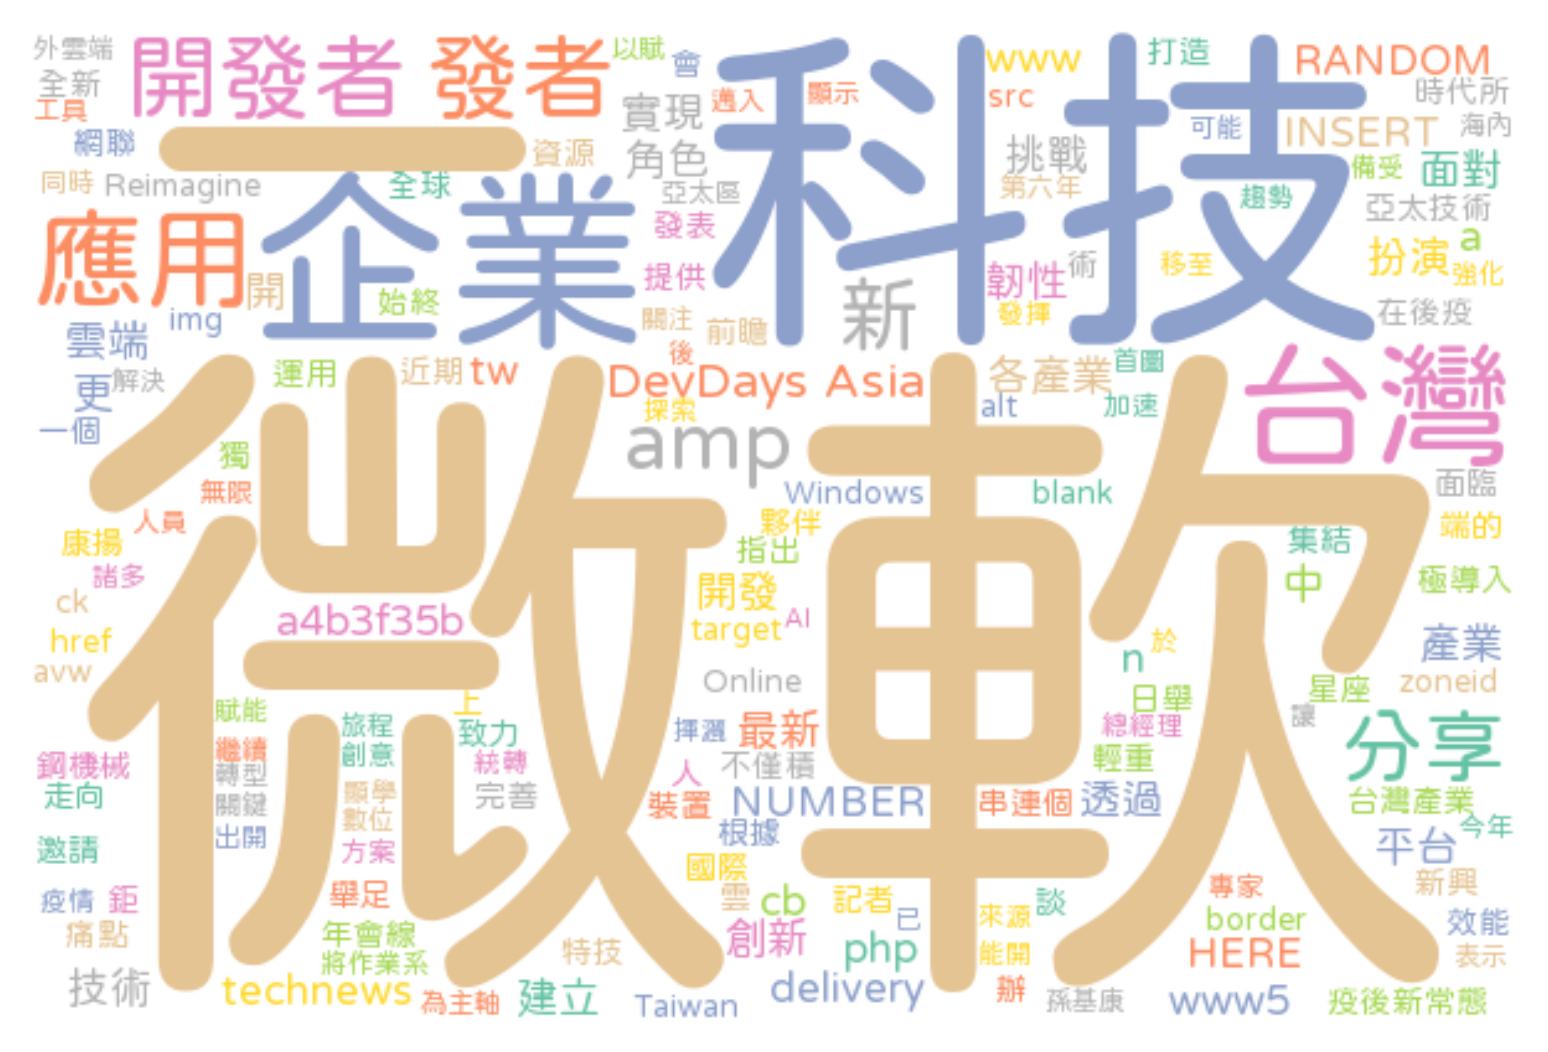 外雲端 開發者 發者 以賦 會 科技 www 打造 RANDOM
全新 工具 實現 邁入 顯示 src 時代所
網聯 一 資源 角色 挑戰 可能 INSERT 海內
同時 Reimagine 全球 亞太區 第六年 趨勢 備受 面對
應用 企業 發表 亞太技術
開 始終 提供 新 韌性 術 移至 扮演 a 強化
img 關注 前瞻 發揮 在後疫
雲端 後 台灣
更 解決 運用 近期 tw DevDays Asia 各產業 首圖
一個 探索 alt 加速
微軟
獨 amp 面臨
無限 Windows blank
人員 夥伴 端的
康揚 指出 集結
諸多 開發 中 極導入
ck a4b3f35b target AI
href 於 產業
avw Online n zoneid
賦能 上 日舉 星座
旅程 致力 揮灑 最新 總經理 讓 分享
繼續 創意 統轉 人 不僅積 輕重
鋼機械 轉型 顯學 完善 裝置 NUMBER 串連個 透過 台灣產業
走向 關鍵 數位 根據 今年
邀請 出開 方案 國際 平台
疫情 鉅 舉足 雲 cb 記者 專家 新興
痛點 年會線 創新 已 來源 談 border 效能
將作業系 特技 php 能開 HERE 表示
技術 technews 為主軸 建立 Taiwan delivery 辦 孫基康 www5 疫後新常態